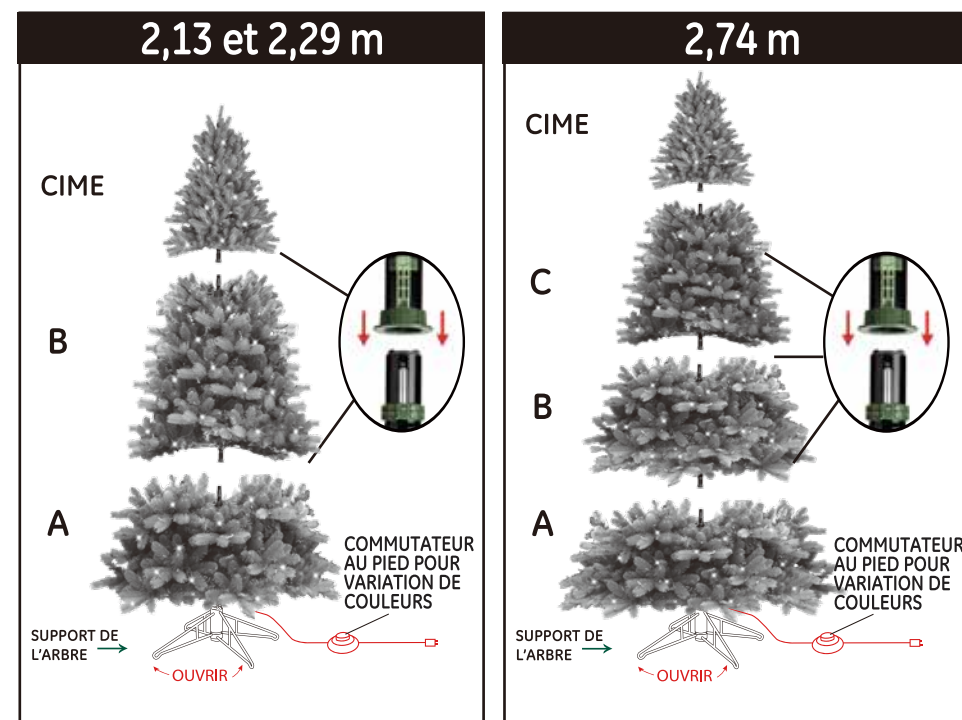 2,13 et 2,29 m
CIME
B
A
COMMUTATEUR
AU PIED POUR
VARIATION DE
COULEURS
SUPPORT DE
L'ARBRE
OUVRIR
2,74 m
CIME
C
B
A
COMMUTATEUR
AU PIED POUR
VARIATION DE
COULEURS
SUPPORT DE
L'ARBRE
OUVRIR